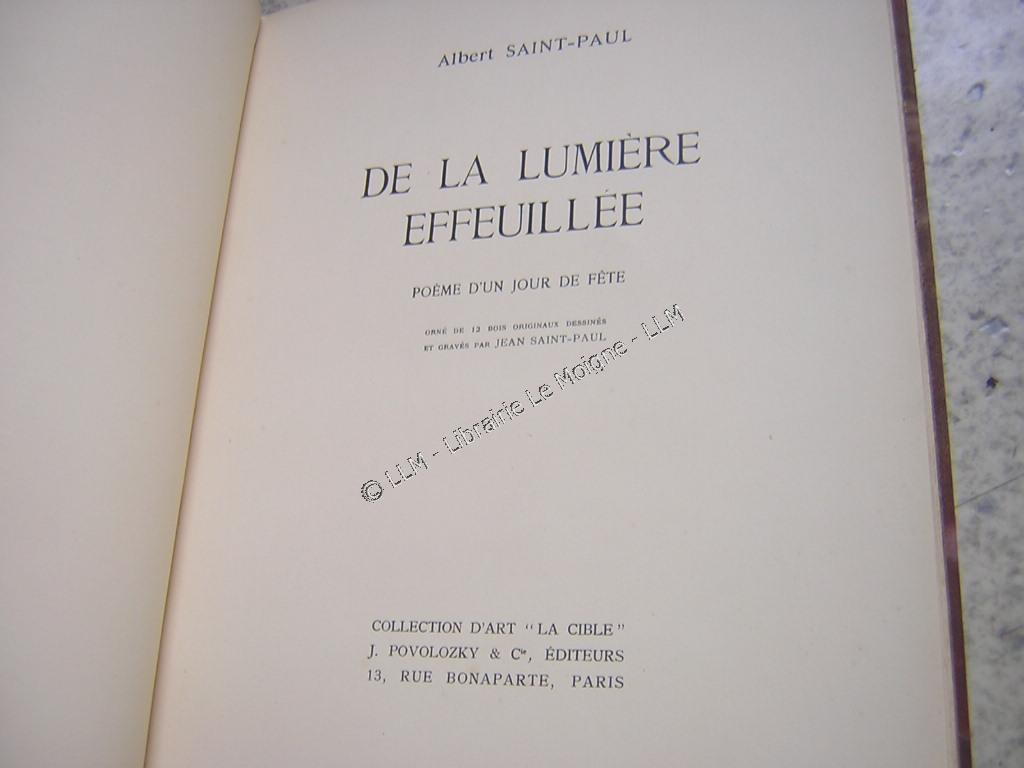 Albert SAINT-PAUL
DE LA LUMIÈRE
EFFEUILLÉE
POÈME D'UN JOUR DE FÊTE
ORNÉ DE 12 BOIS ORIGINAUX DESSINÉS
ET GRAVÉS PAR JEAN SAINT-PAUL
© LLM - Librairie Le Moigne - LLM
COLLECTION D'ART "LA CIBLE"
J. POVOLOZKY & Cie, ÉDITEURS
13, RUE BONAPARTE, PARIS